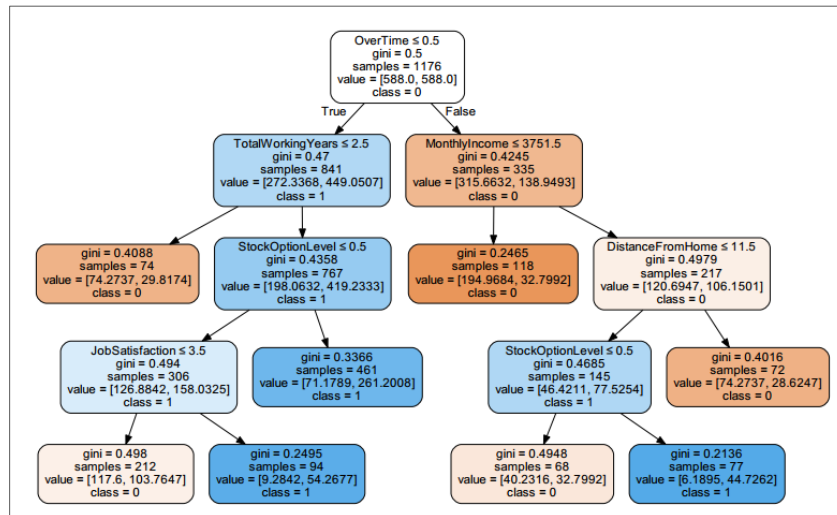 OverTime ≤ 0.5
gini = 0.5
samples = 1176
value = [588.0, 588.0]
class = 0
True
False
TotalWorkingYears ≤ 2.5
gini = 0.47
samples = 841
value = [272.3368, 449.0507]
class = 1
MonthlyIncome ≤ 3751.5
gini = 0.4245
samples = 335
value = [315.6632, 138.9493]
class = 0
gini = 0.4088
samples = 74
value = [74.2737, 29.8174]
class = 0
StockOptionLevel ≤ 0.5
gini = 0.4358
samples = 767
value = [198.0632, 419.2333]
class = 1
gini = 0.2465
samples = 118
value = [194.9684, 32.7992]
class = 0
DistanceFromHome ≤ 11.5
gini = 0.4979
samples = 217
value = [120.6947, 106.1501]
class = 0
JobSatisfaction ≤ 3.5
gini = 0.494
samples = 306
value = [126.8842, 158.0325]
class = 1
gini = 0.3366
samples = 461
value = [71.1789, 261.2008]
class = 1
StockOptionLevel ≤ 0.5
gini = 0.4685
samples = 145
value = [46.4211, 77.5254]
class = 1
gini = 0.4016
samples = 72
value = [74.2737, 28.6247]
class = 0
gini = 0.498
samples = 212
value = [117.6, 103.7647]
class = 0
gini = 0.2495
samples = 94
value = [9.2842, 54.2677]
class = 1
gini = 0.4948
samples = 68
value = [40.2316, 32.7992]
class = 0
gini = 0.2136
samples = 77
value = [6.1895, 44.7262]
class = 1